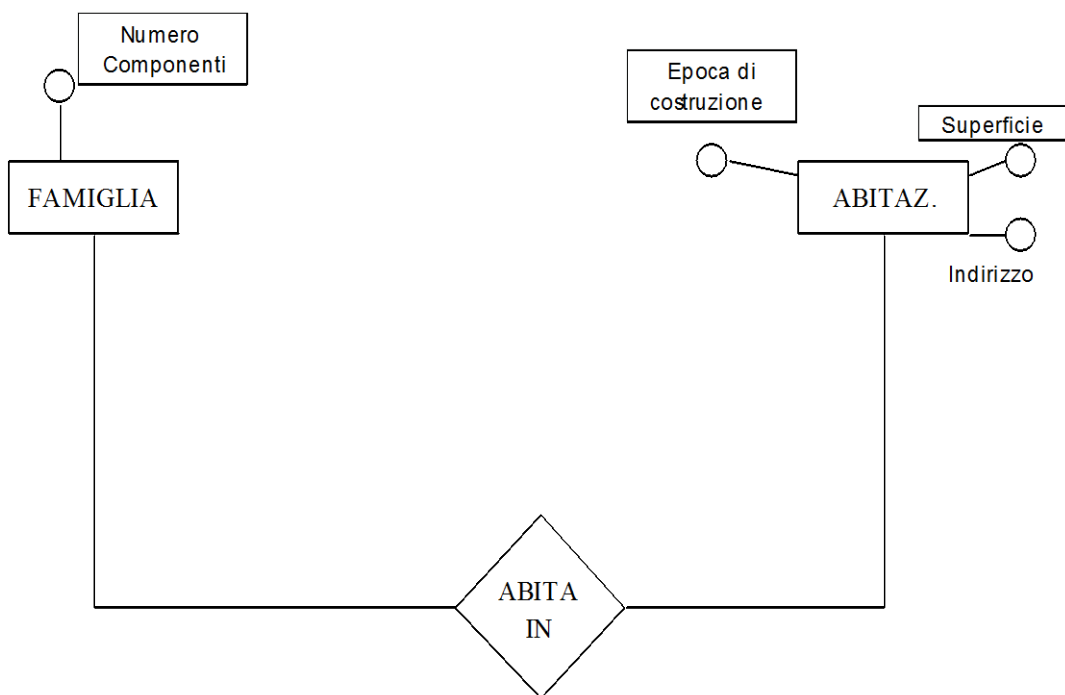 Numero
Componenti
Epoca di
costruzione
Superficie
FAMIGLIA
ABITAZ.
Indirizzo
ABITA
IN